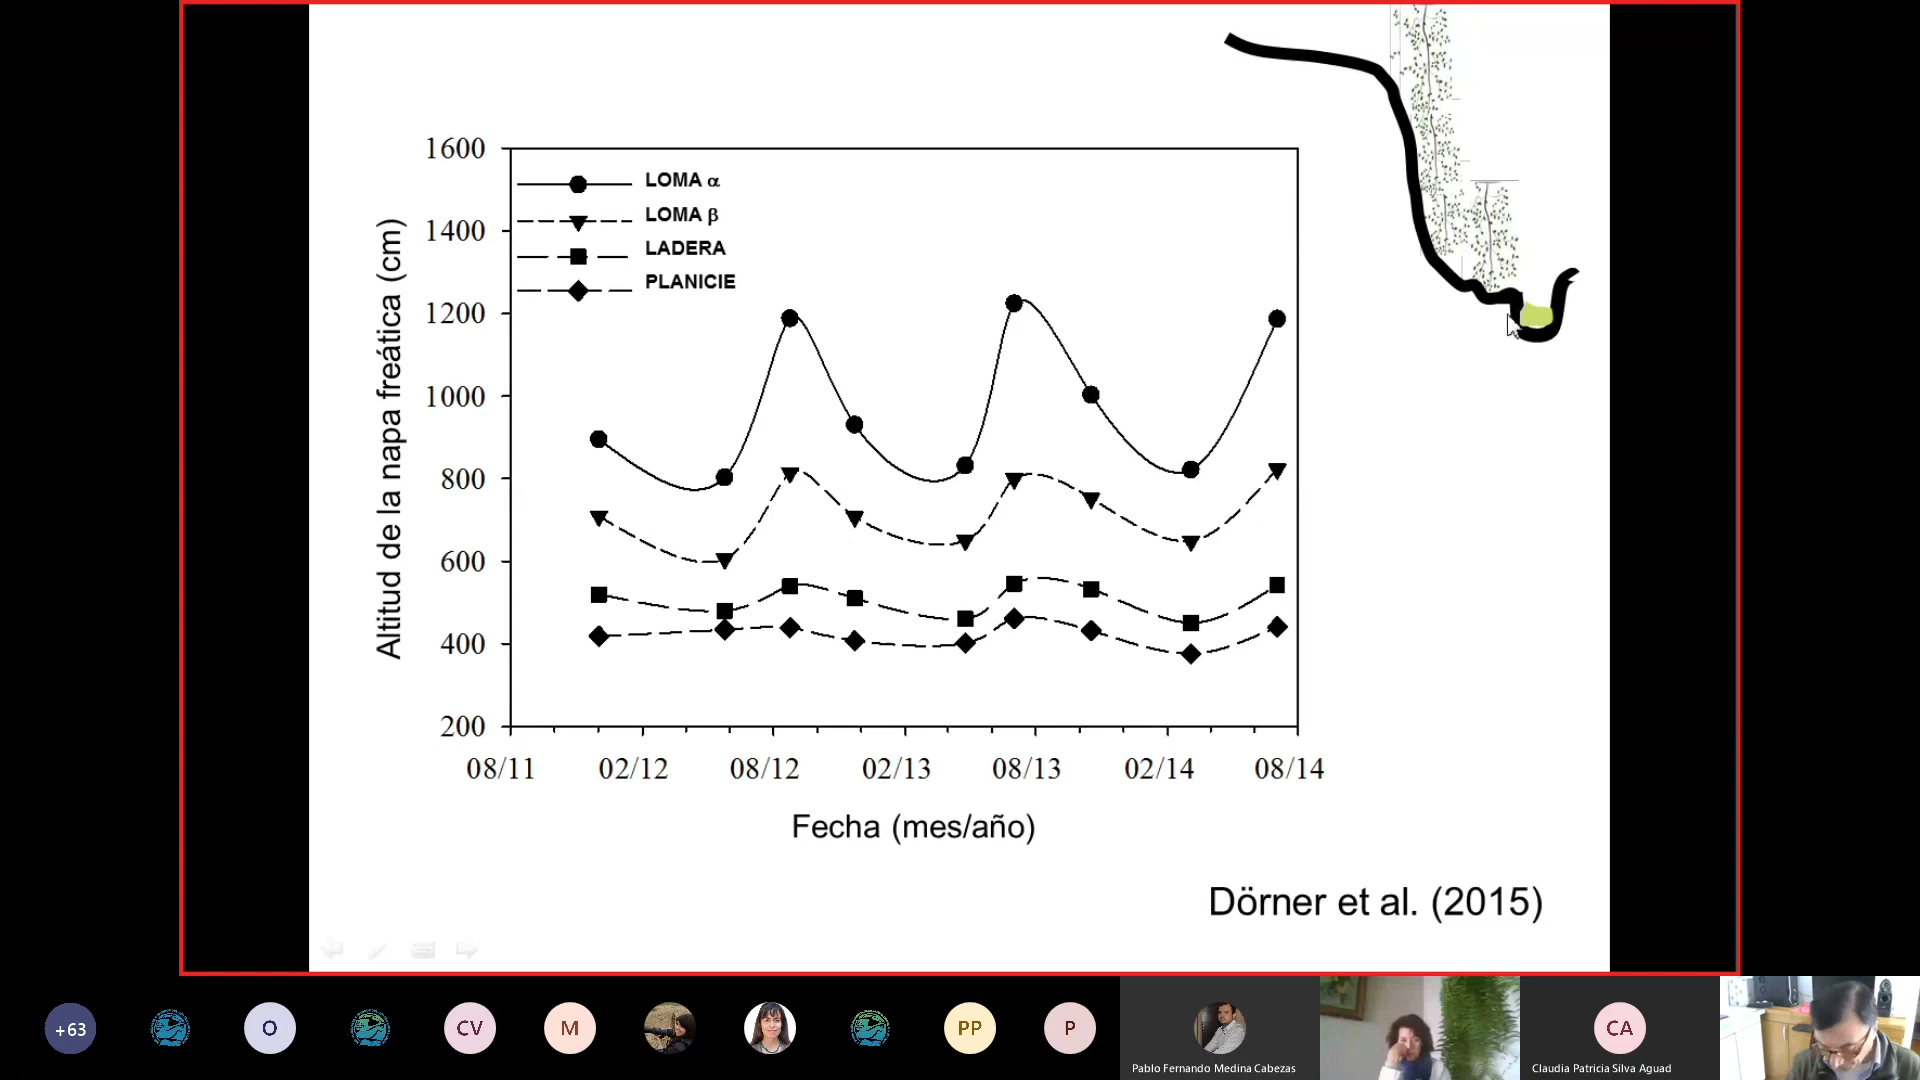 1600
LOMA α
LOMA β
LADERA
PLANICIE
1400
1200
1000
800
600
400
200
Altitud de la napa freática (cm)
08/11 02/12 08/12 02/13 08/13 02/14 08/14
Fecha (mes/año)
Dörner et al. (2015)
+63 O CV M PP P CA
Pablo Fernando Medina Cabezas
Claudia Patricia Silva Aguad